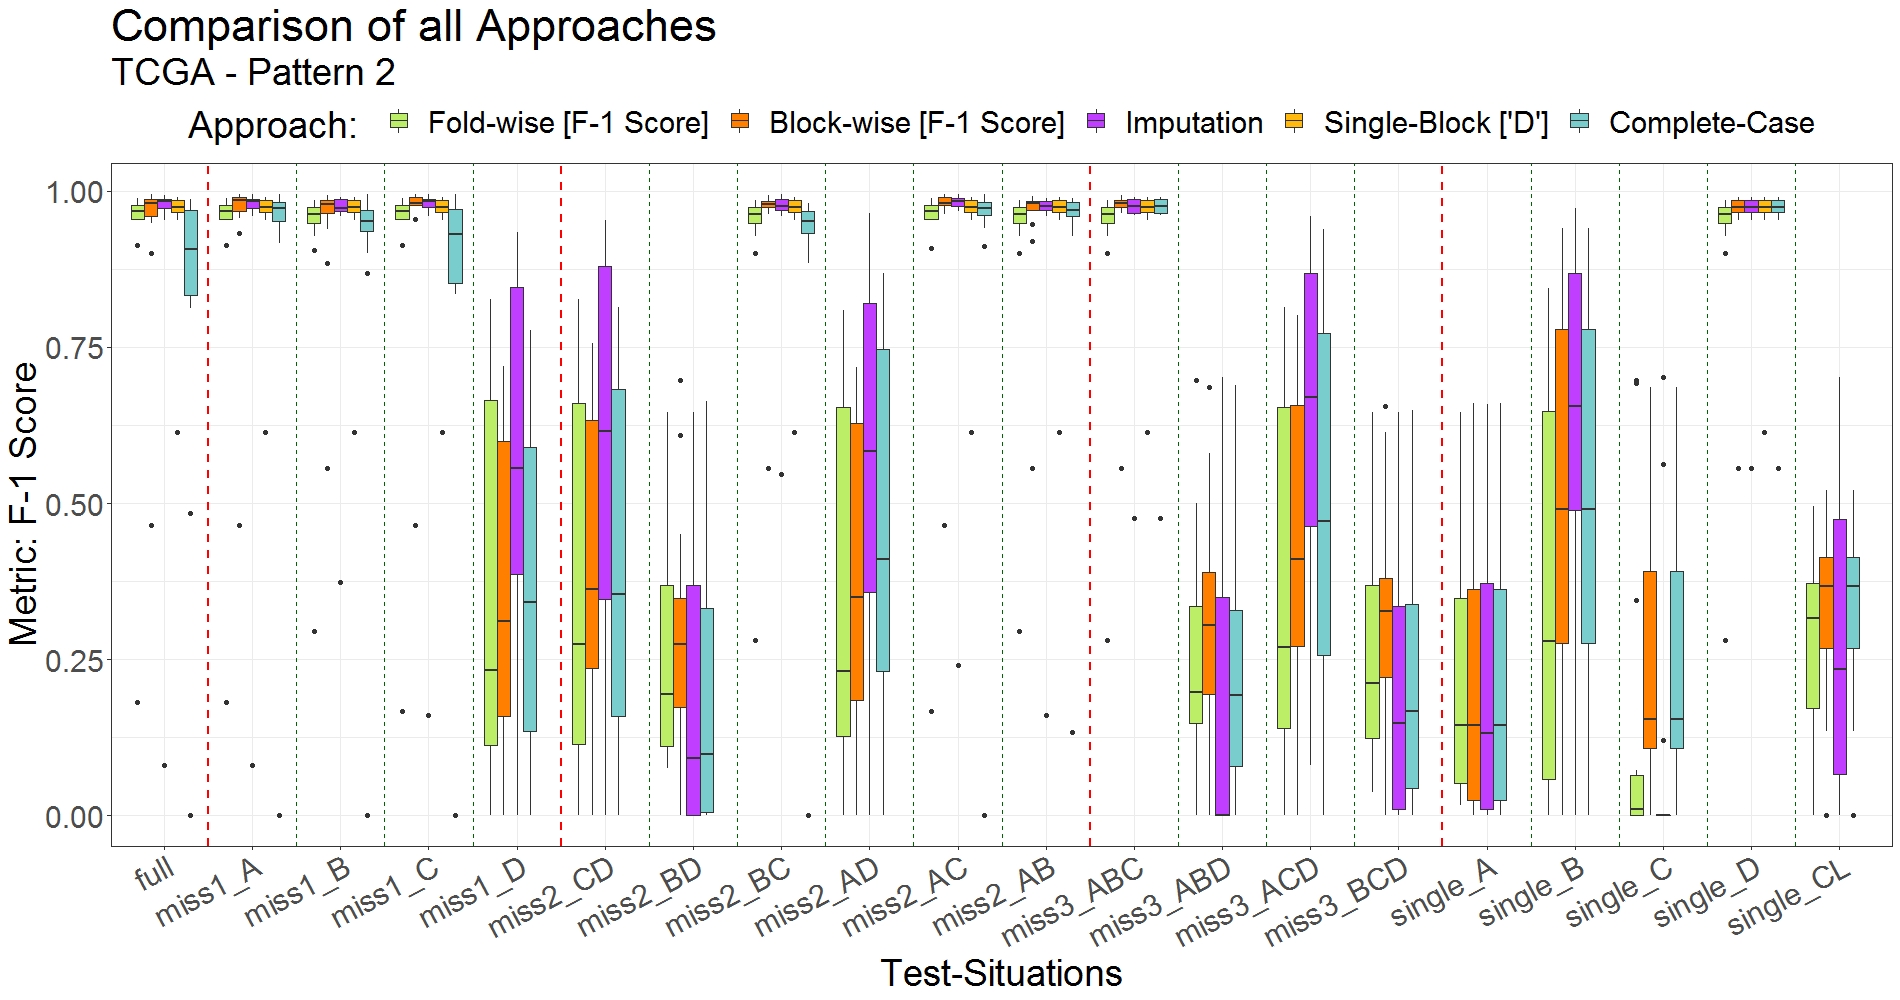 Comparison of all Approaches
TCGA - Pattern 2
Approach: Fold-wise [F-1 Score] Block-wise [F-1 Score] Imputation Single-Block ['D'] Complete-Case
Metric: F-1 Score
1.00
0.75
0.50
0.25
0.00
full miss1_A miss1_B miss1_C miss1_D miss2_CD miss2_BD miss2_BC miss2_AD miss2_AC miss2_AB miss3_ABC miss3_ABD miss3_ACD miss3_BCD single_A single_B single_C single_D single_CL
Test-Situations